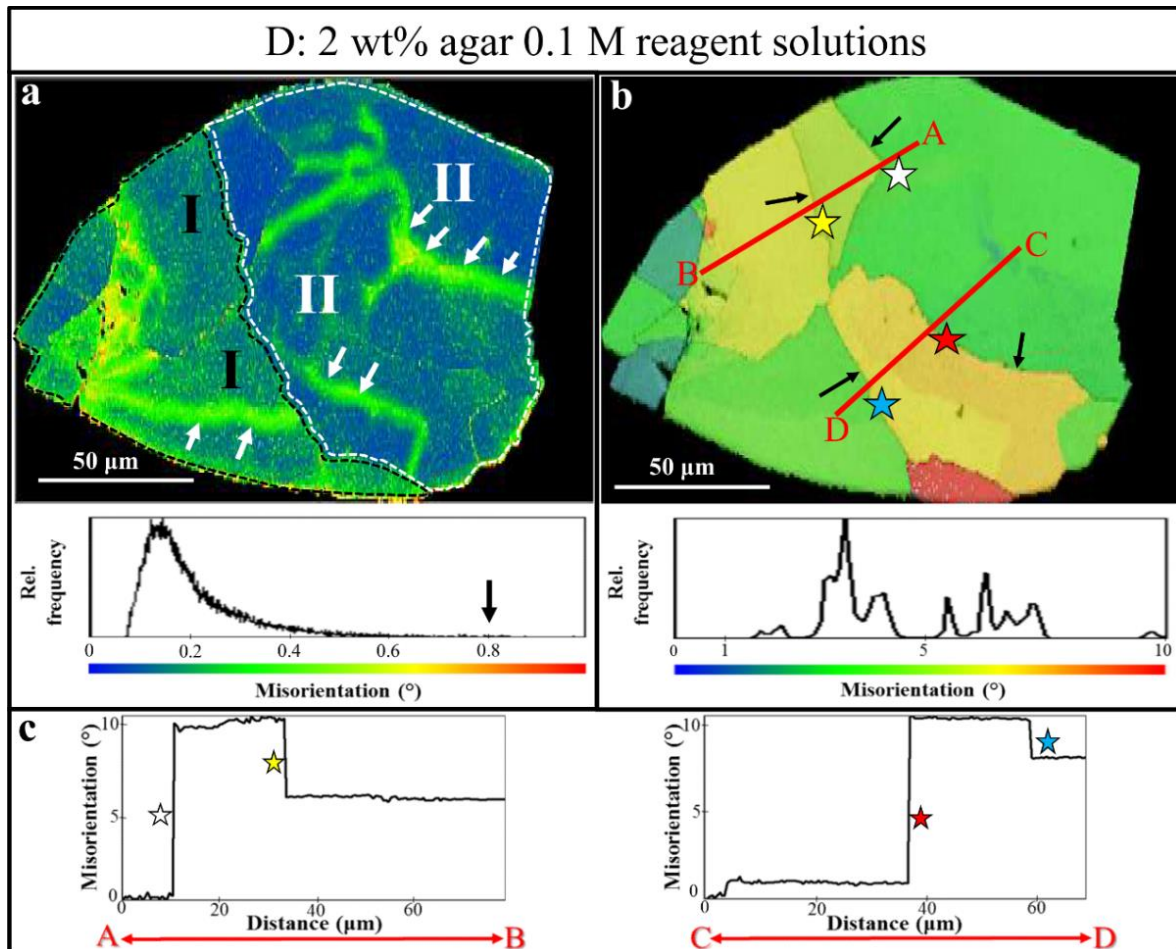 D: 2 wt% agar 0.1 M reagent solutions
a
I
II
II
I
50 µm
b
A
B
C
D
50 µm
Rel.
frequency
0 0.2 0.4 0.6 0.8
Misorientation (°)
Rel.
frequency
0 1 5 10
Misorientation (°)
c
Misorientation (°)
10
5
0
0 20 40 60
Distance (µm)
A B
Misorientation (°)
10
5
0
0 20 40 60
Distance (µm)
C D